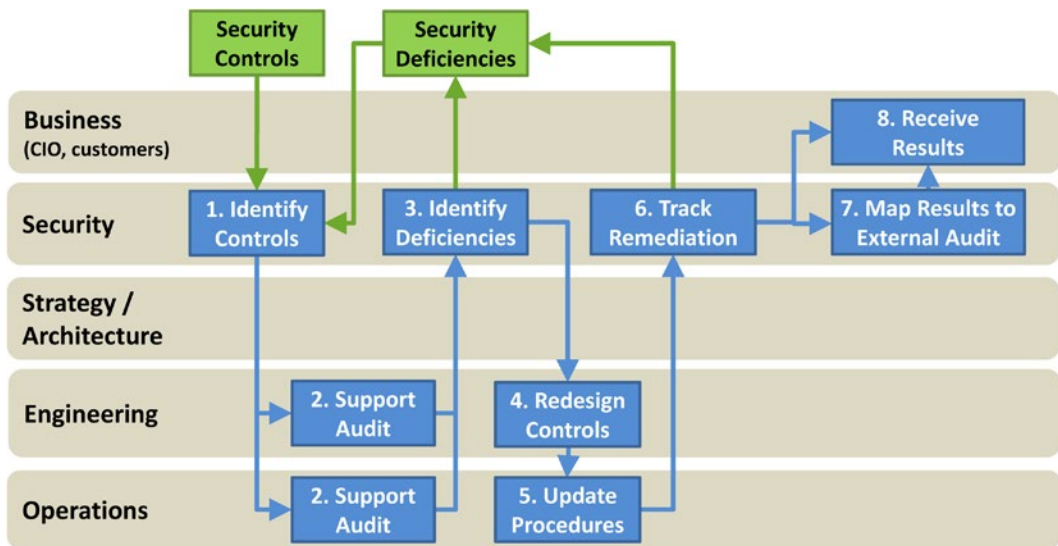 Security
Controls
Security
Deficiencies
Business
(CIO, customers)
8. Receive
Results
Security
1. Identify
Controls
3. Identify
Deficiencies
6. Track
Remediation
7. Map Results to
External Audit
Strategy /
Architecture
Engineering
2. Support
Audit
4. Redesign
Controls
Operations
2. Support
Audit
5. Update
Procedures